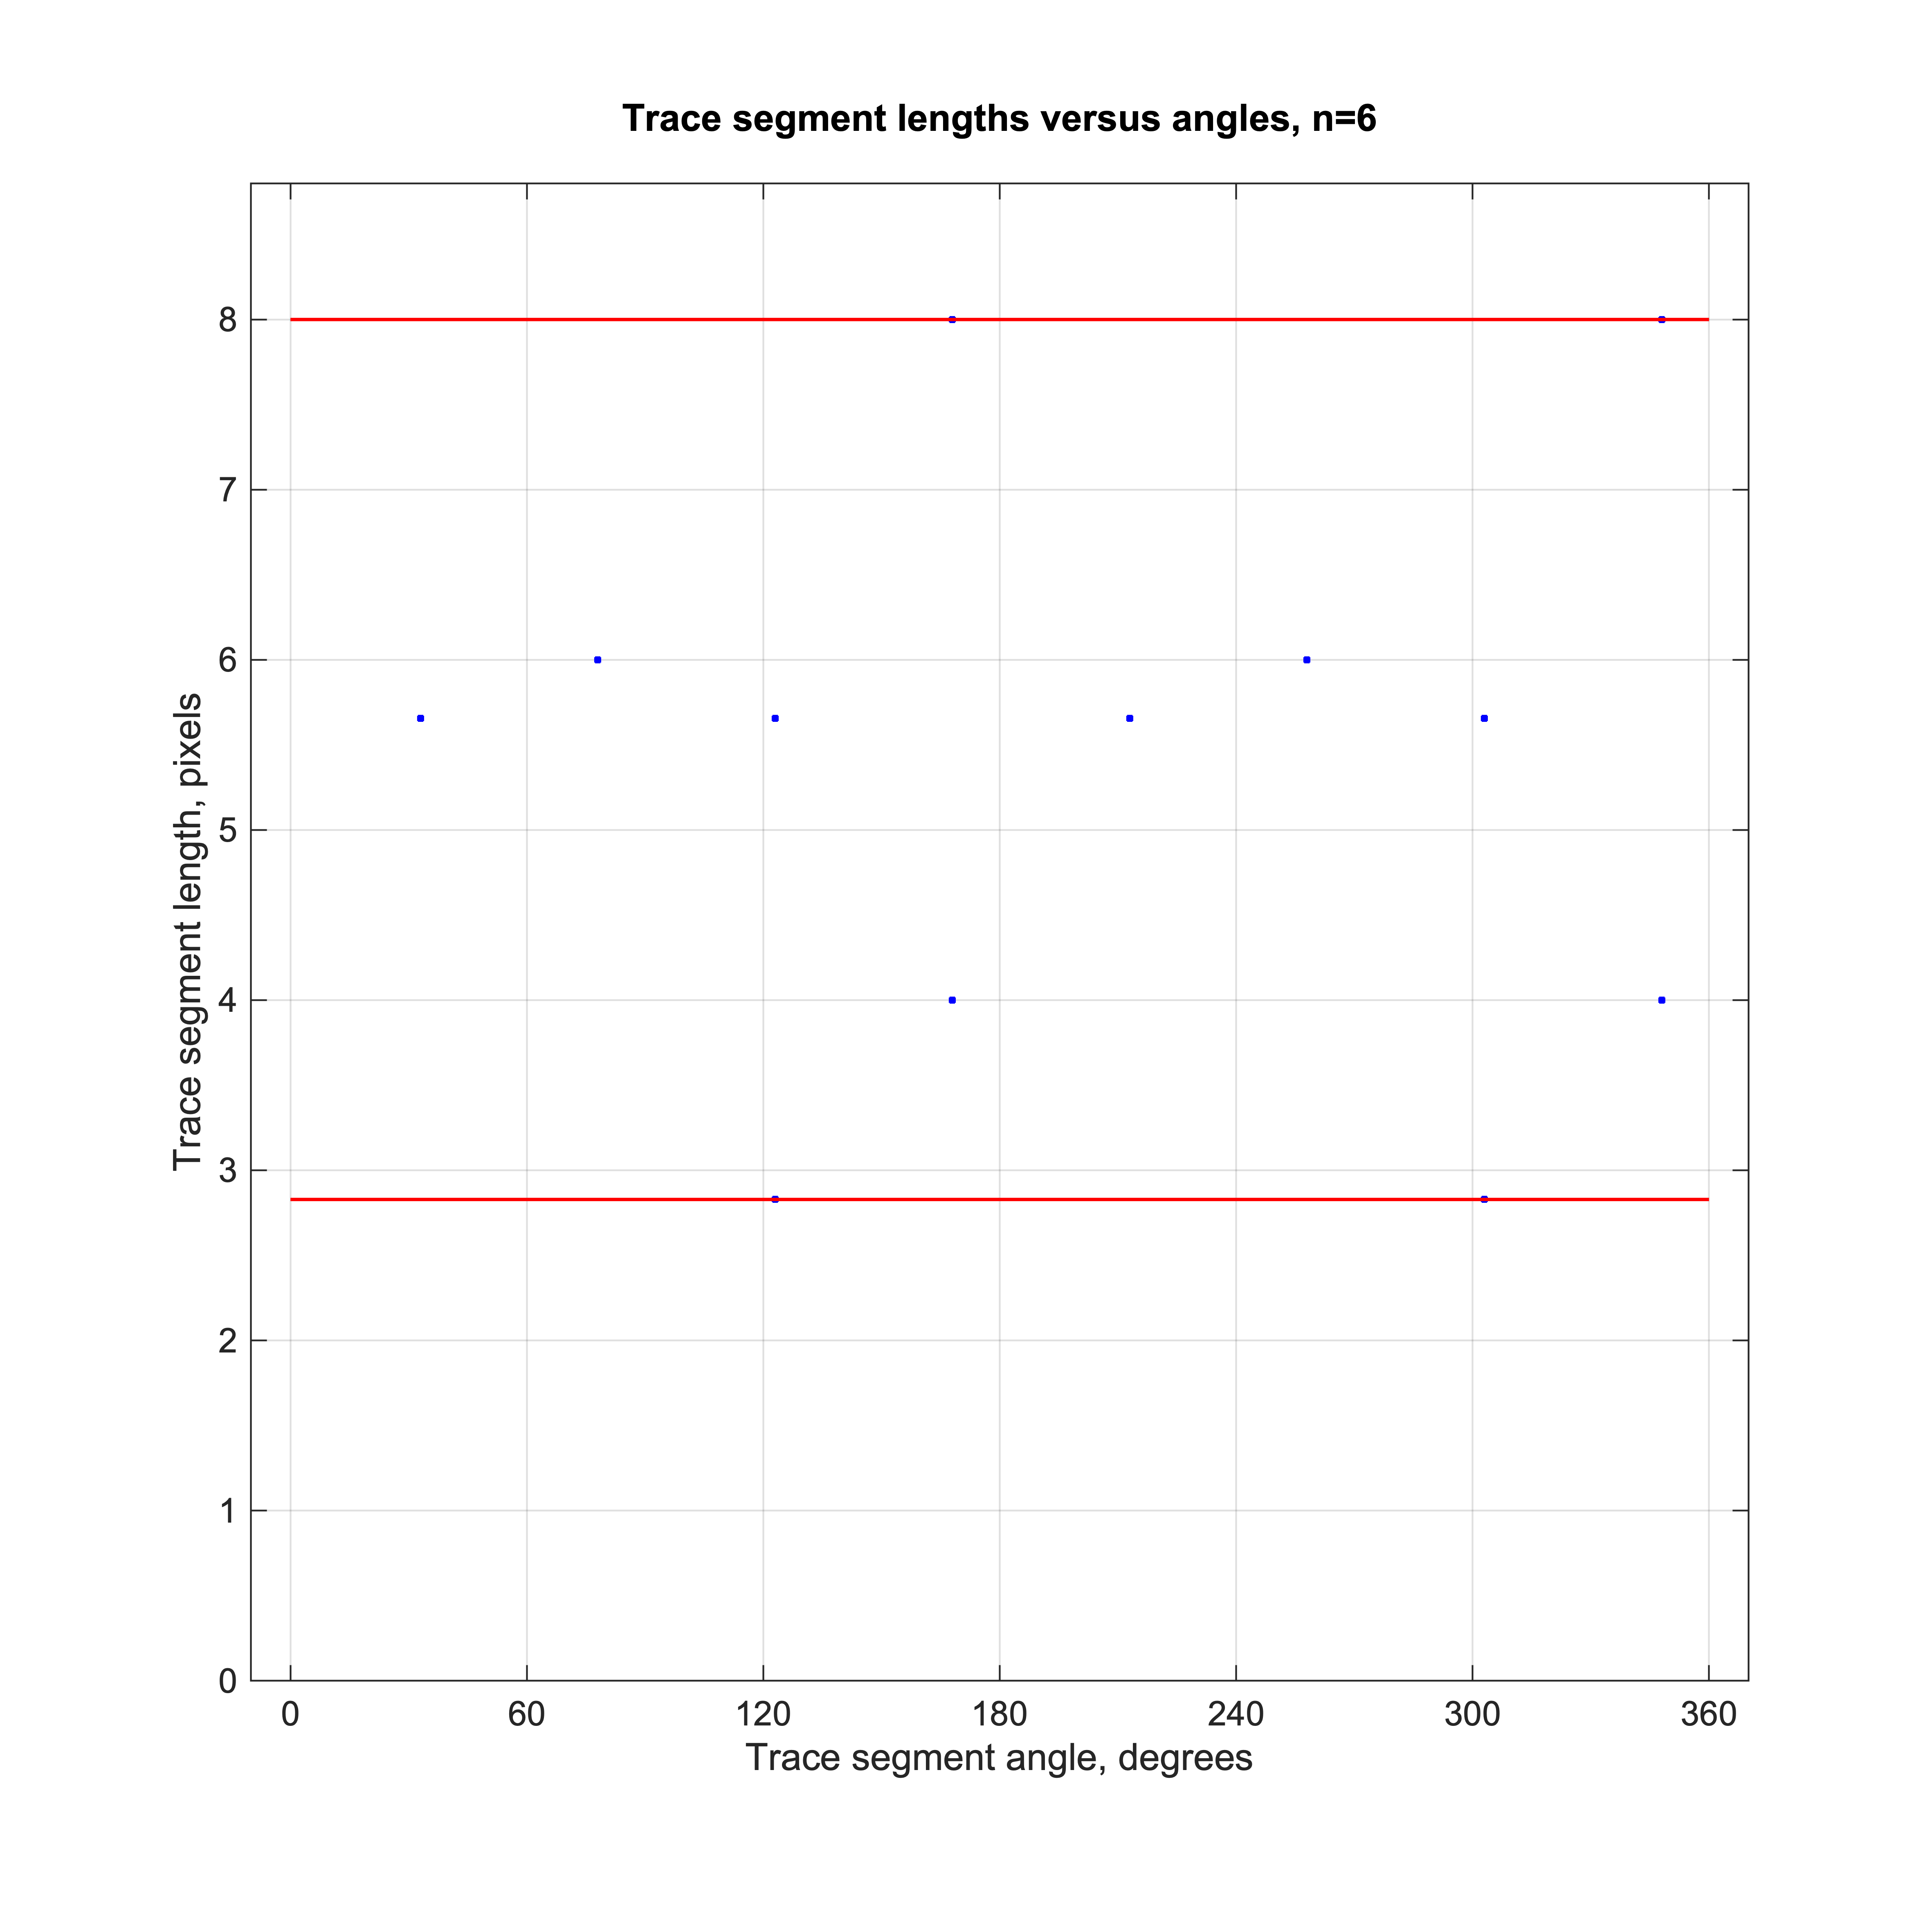 Trace segment lengths versus angles, n=6
Trace segment length, pixels
8
7
6
5
4
3
2
1
0
0 60 120 180 240 300 360
Trace segment angle, degrees